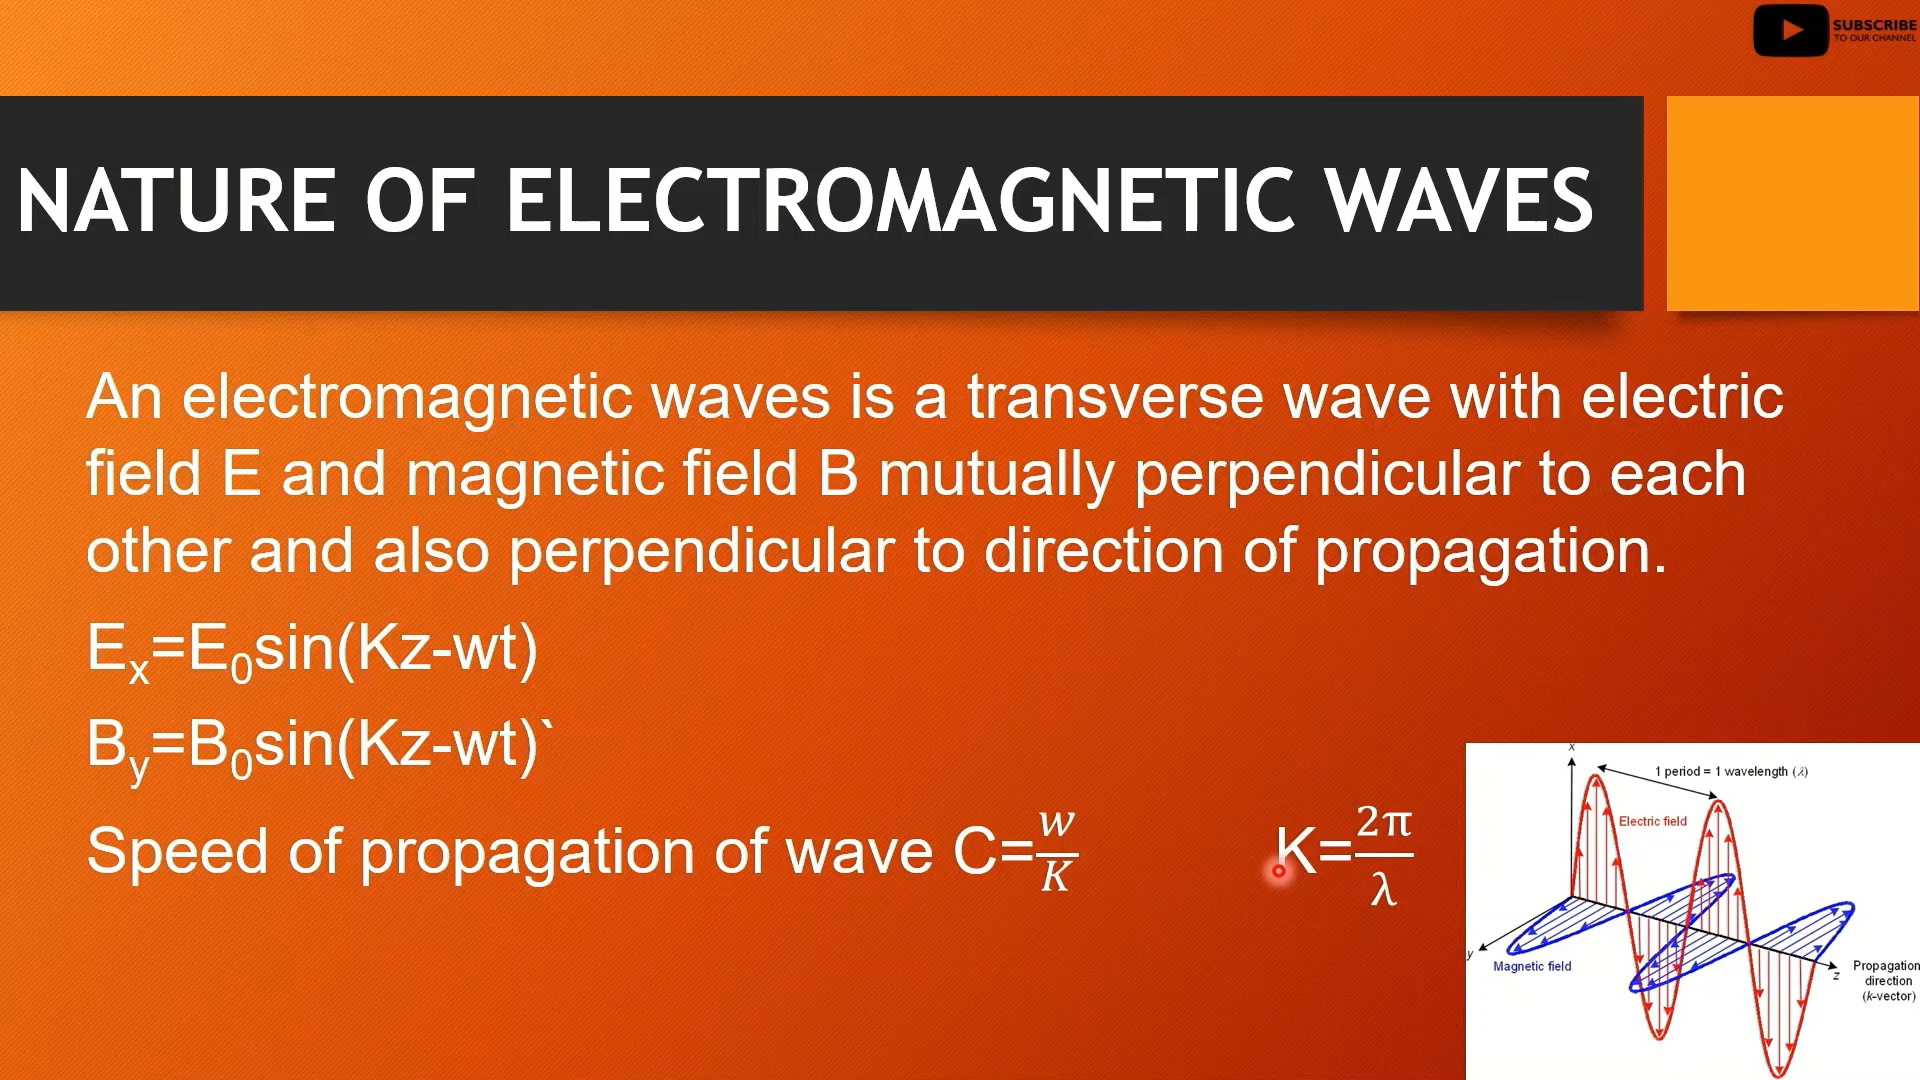 SUBSCRIBE
TO OUR CHANNEL
NATURE OF ELECTROMAGNETIC WAVES
An electromagnetic waves is a transverse wave with electric
field E and magnetic field B mutually perpendicular to each
other and also perpendicular to direction of propagation.
Eₓ=E₀sin(Kz-wt)
B_y=B₀sin(Kz-wt)`
Speed of propagation of wave C=w/K K=2π/λ
x
1 period = 1 wavelength (λ)
Electric field
y
Magnetic field
z
Propagation
direction
(k-vector)